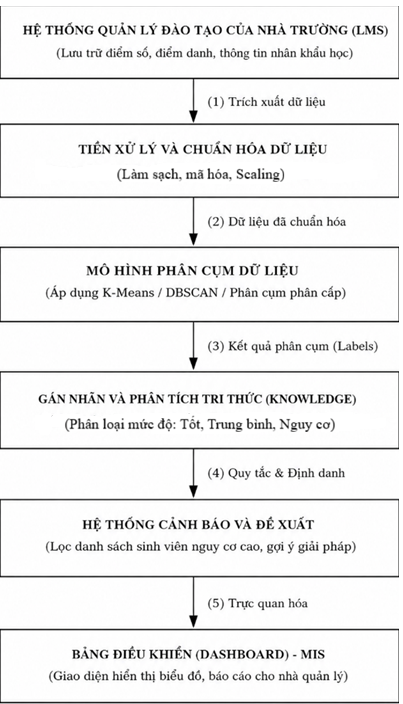 HỆ THỐNG QUẢN LÝ ĐÀO TẠO CỦA NHÀ TRƯỜNG (LMS)
(Lưu trữ điểm số, điểm danh, thông tin nhân khẩu học)
(1) Trích xuất dữ liệu
TIỀN XỬ LÝ VÀ CHUẨN HÓA DỮ LIỆU
(Làm sạch, mã hóa, Scaling)
(2) Dữ liệu đã chuẩn hóa
MÔ HÌNH PHÂN CỤM DỮ LIỆU
(Áp dụng K-Means / DBSCAN / Phân cụm phân cấp)
(3) Kết quả phân cụm (Labels)
GÁN NHÃN VÀ PHÂN TÍCH TRI THỨC (KNOWLEDGE)
(Phân loại mức độ: Tốt, Trung bình, Nguy cơ)
(4) Quy tắc & Định danh
HỆ THỐNG CẢNH BÁO VÀ ĐỀ XUẤT
(Lọc danh sách sinh viên nguy cơ cao, gợi ý giải pháp)
(5) Trực quan hóa
BẢNG ĐIỀU KHIỂN (DASHBOARD) - MIS
(Giao diện hiển thị biểu đồ, báo cáo cho nhà quản lý)